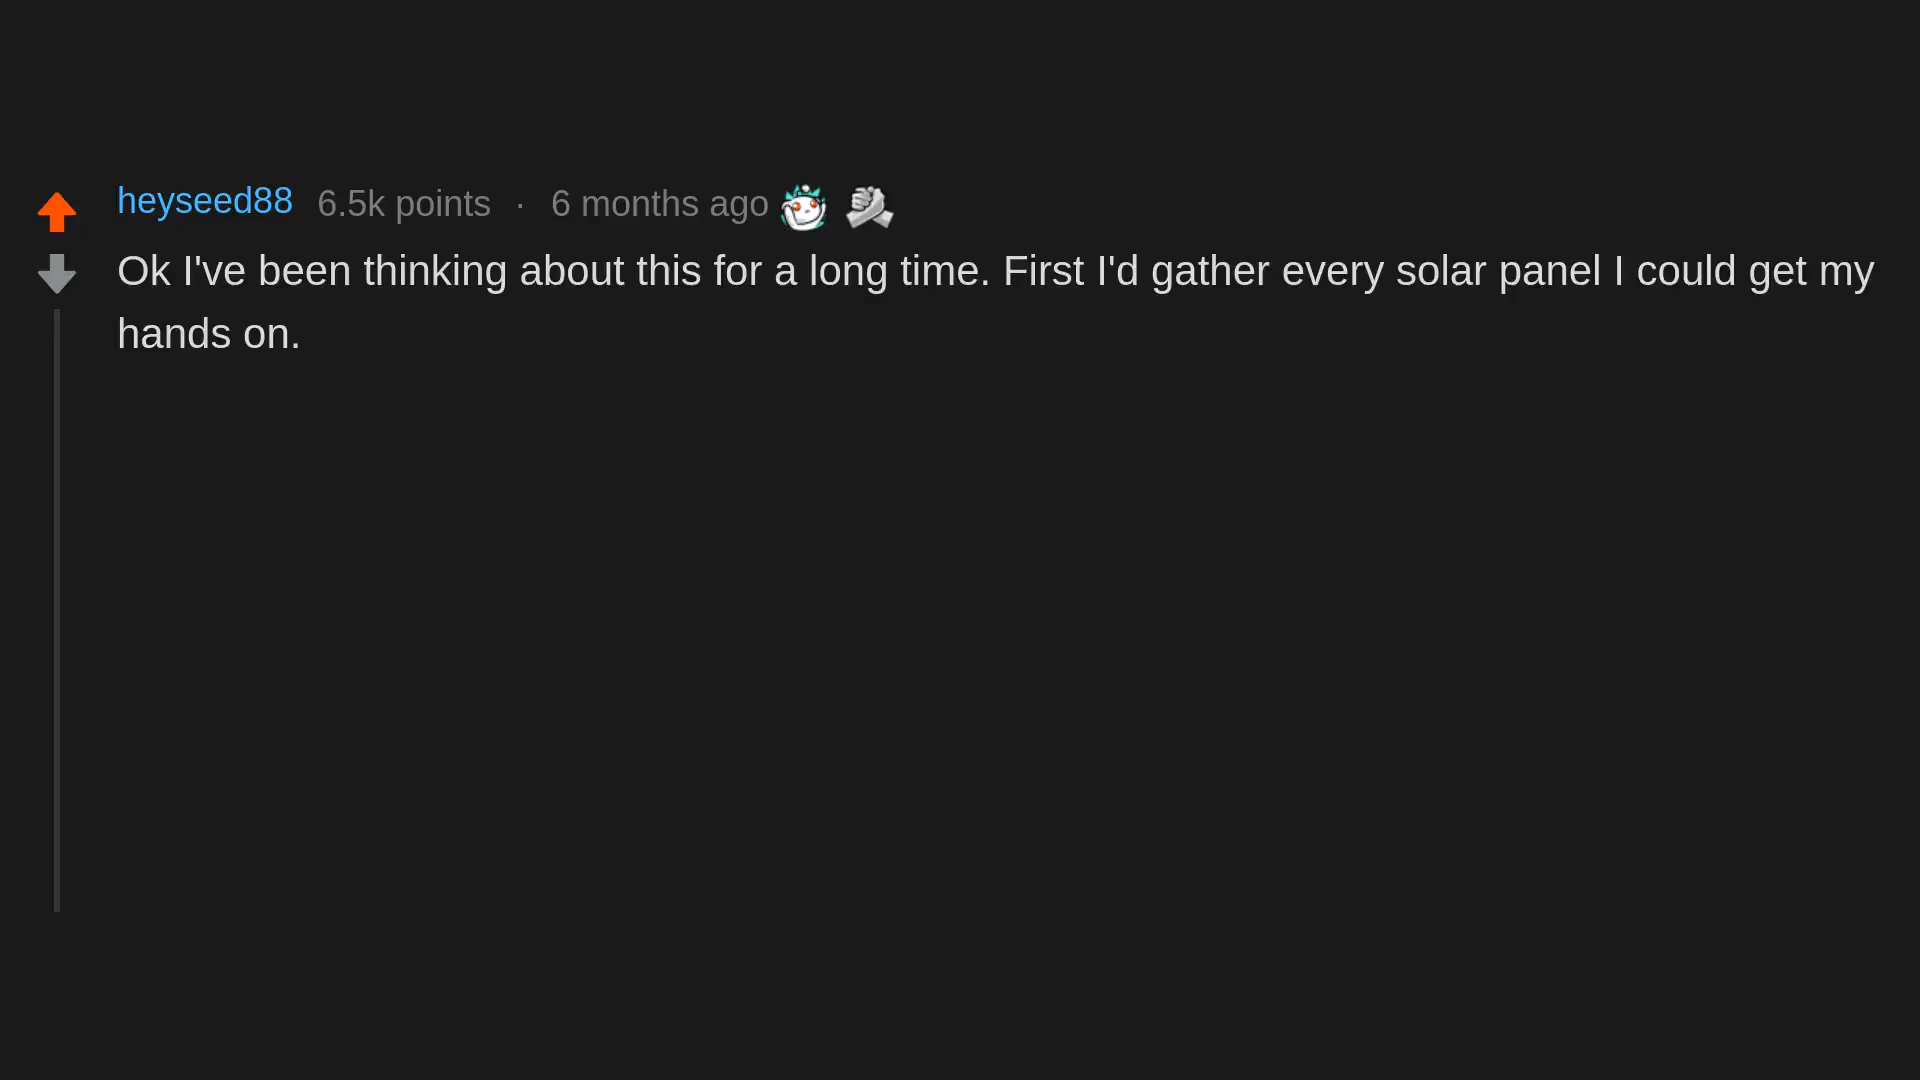 heyseed88 6.5k points · 6 months ago
Ok I've been thinking about this for a long time. First I'd gather every solar panel I could get my
hands on.